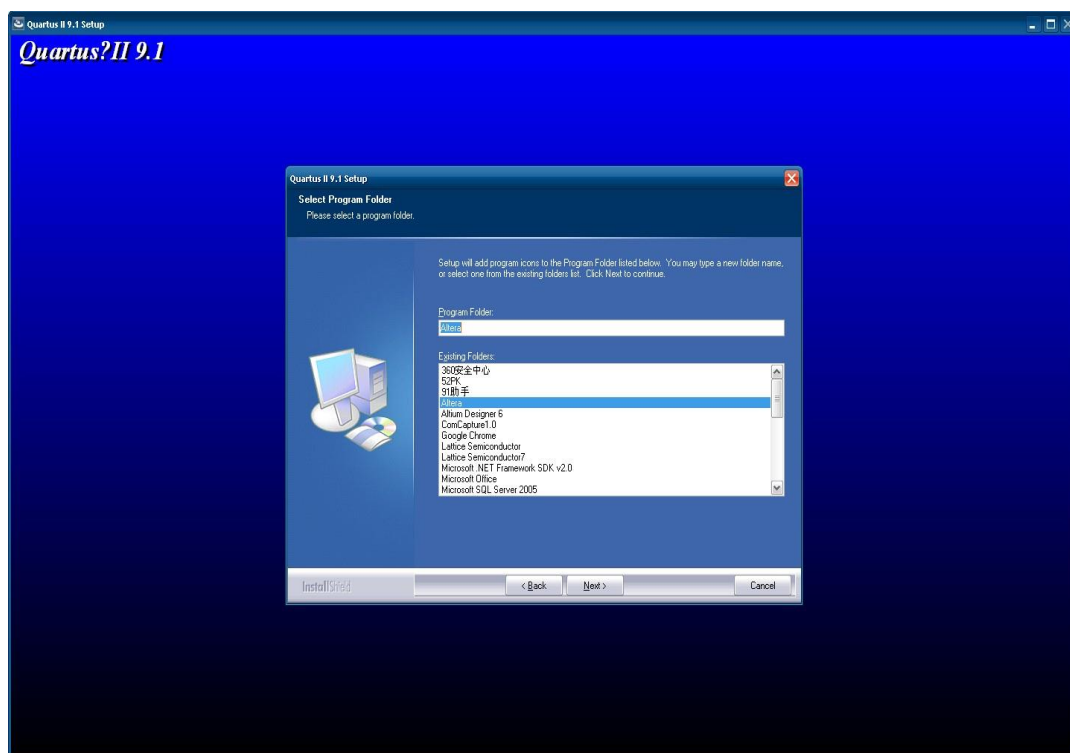 Quartus II 9.1 Setup
Quartus?II 9.1
Quartus II 9.1 Setup
Select Program Folder
Please select a program folder.
Setup will add program icons to the Program Folder listed below. You may type a new folder name,
or select one from the existing folders list. Click Next to continue.
Program Folder:
Altera
Existing Folders:
360安全中心
52PK
91助手
Altera
Altium Designer 6
ComCapture1.0
Google Chrome
Lattice Semiconductor
Lattice Semiconductor7
Microsoft .NET Framework SDK v2.0
Microsoft Office
Microsoft SQL Server 2005
InstallShield
< Back
Next >
Cancel